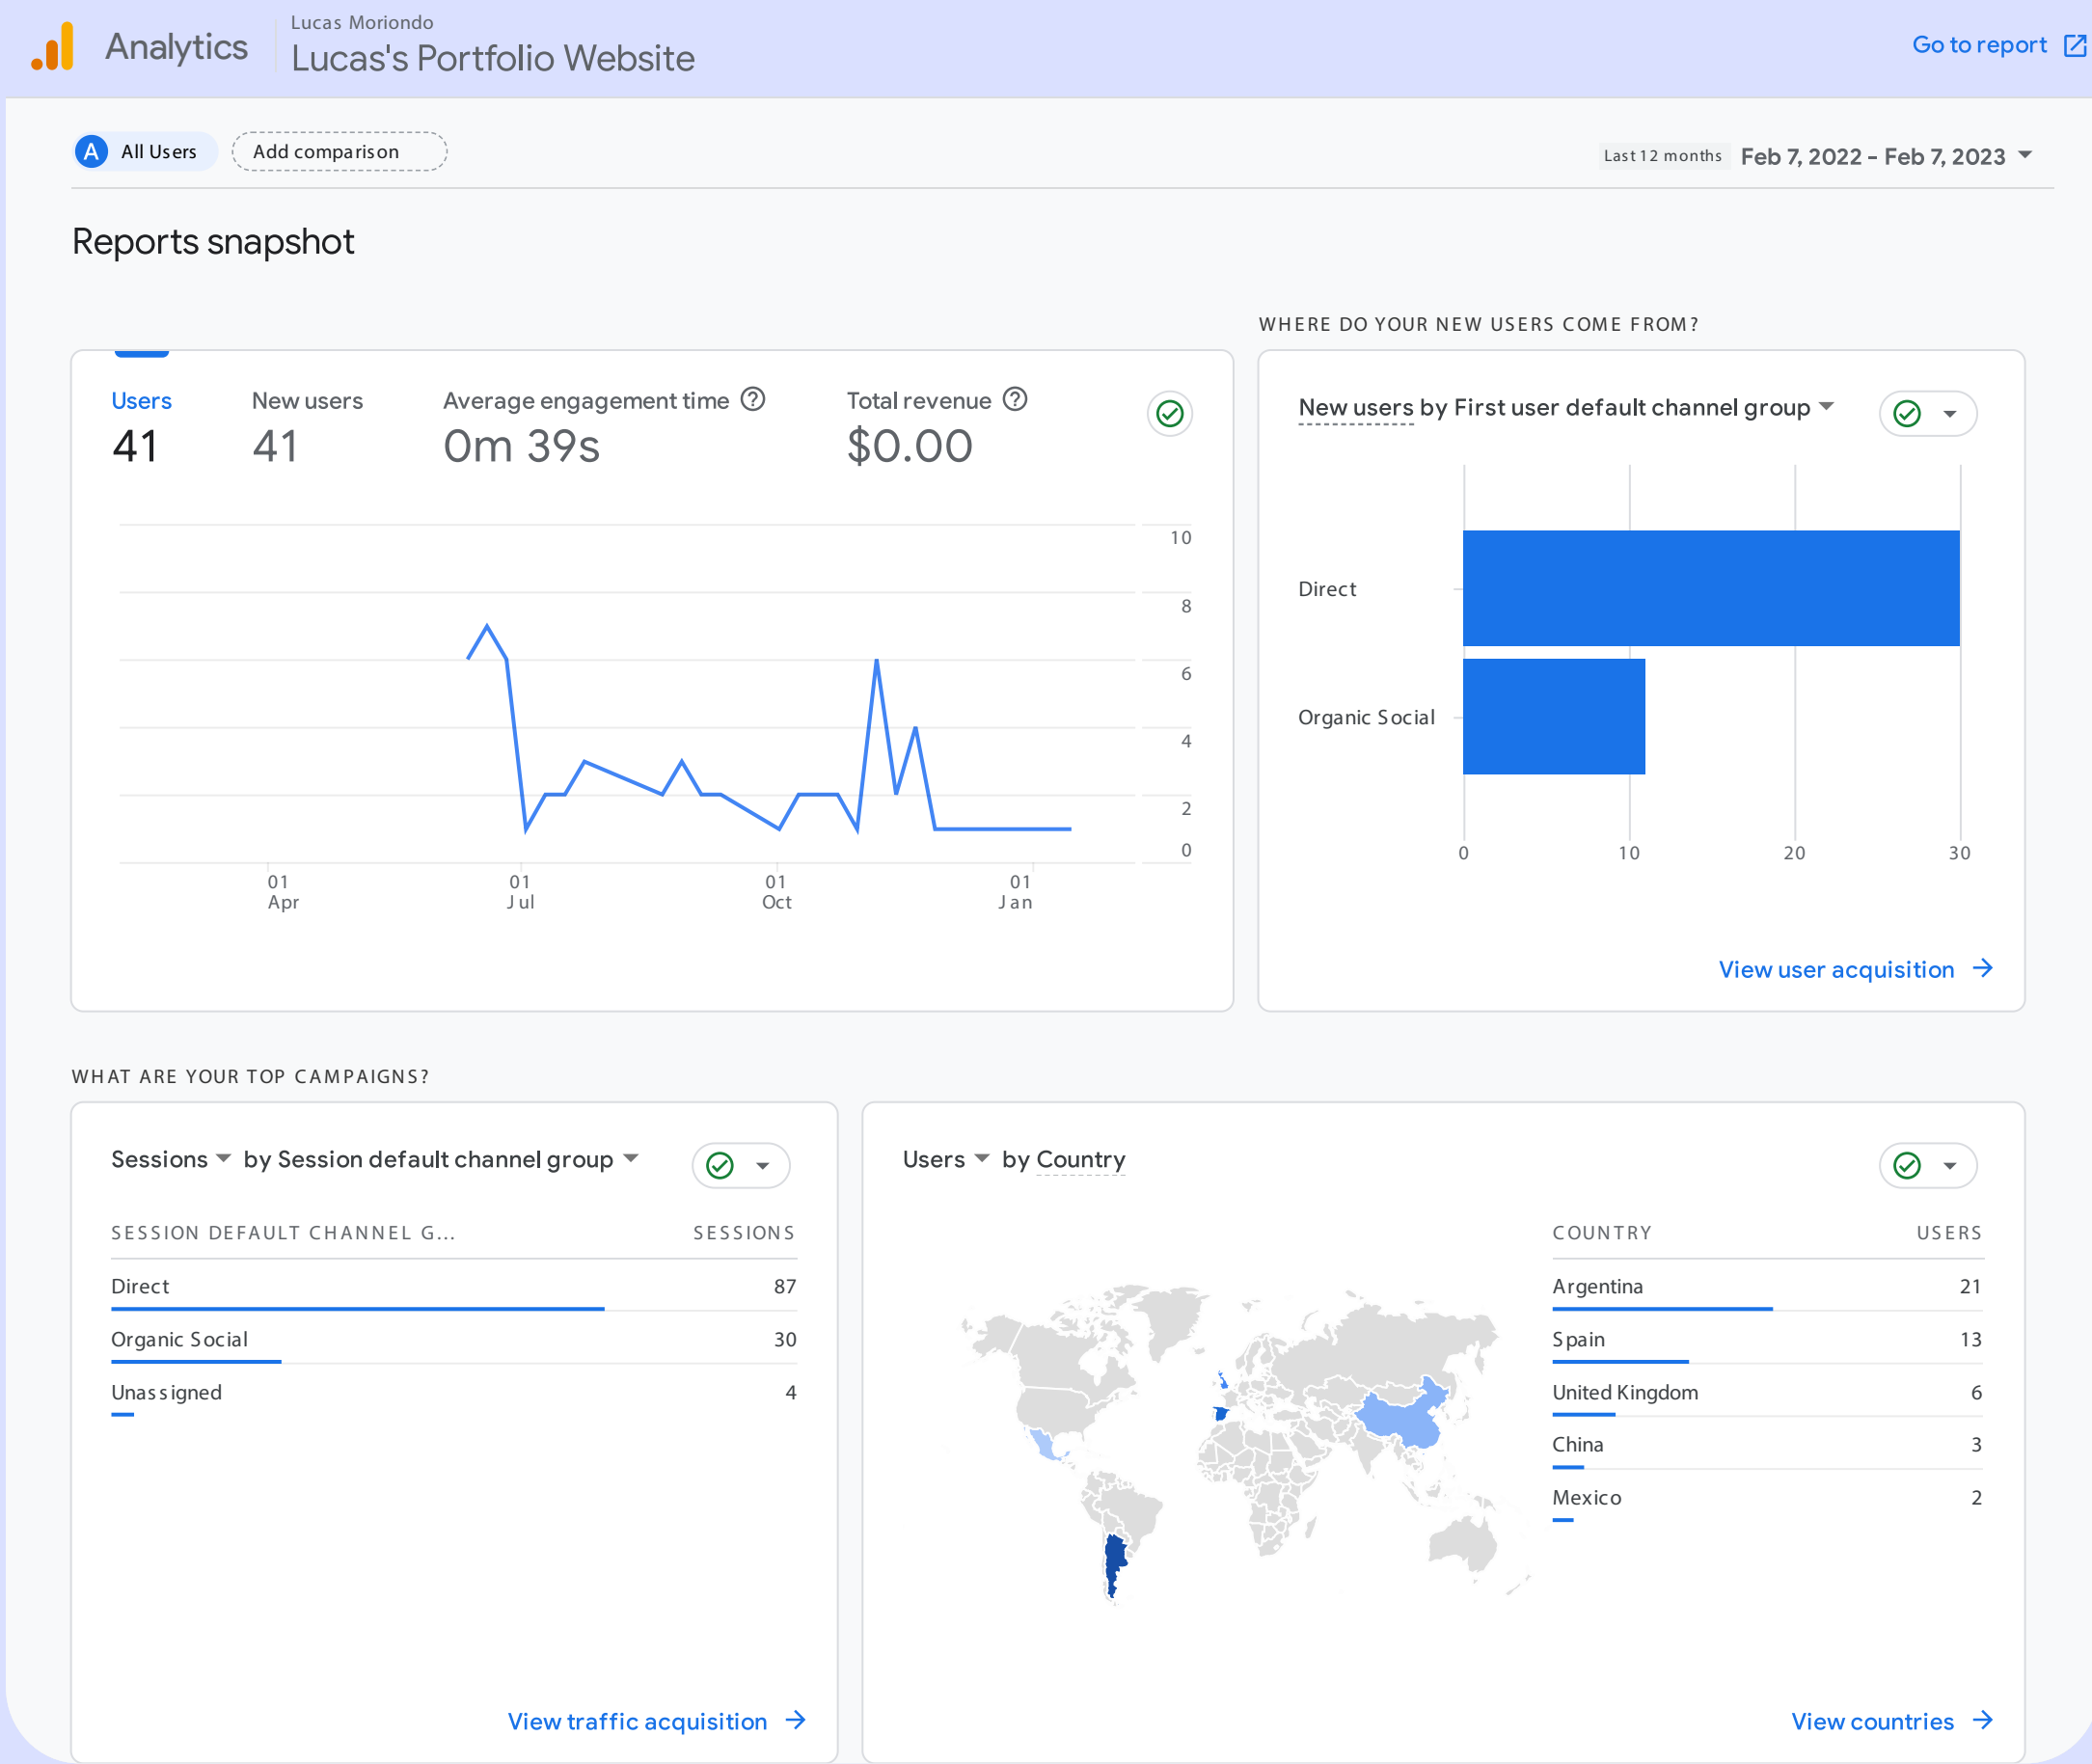 Lucas Moriondo
Analytics
Lucas's Portfolio Website
Go to report
A All Users
Add comparison
Last 12 months Feb 7, 2022 - Feb 7, 2023
Reports snapshot
Users
41
New users
41
Average engagement time
0m 39s
Total revenue
$0.00
10
8
6
4
2
0
01
Apr
01
Jul
01
Oct
01
Jan
WHERE DO YOUR NEW USERS COME FROM?
New users by First user default channel group
Direct
Organic Social
0 10 20 30
View user acquisition
WHAT ARE YOUR TOP CAMPAIGNS?
Sessions by Session default channel group
SESSION DEFAULT CHANNEL G... SESSIONS
Direct 87
Organic Social 30
Unassigned 4
View traffic acquisition
Users by Country
COUNTRY USERS
Argentina 21
Spain 13
United Kingdom 6
China 3
Mexico 2
View countries